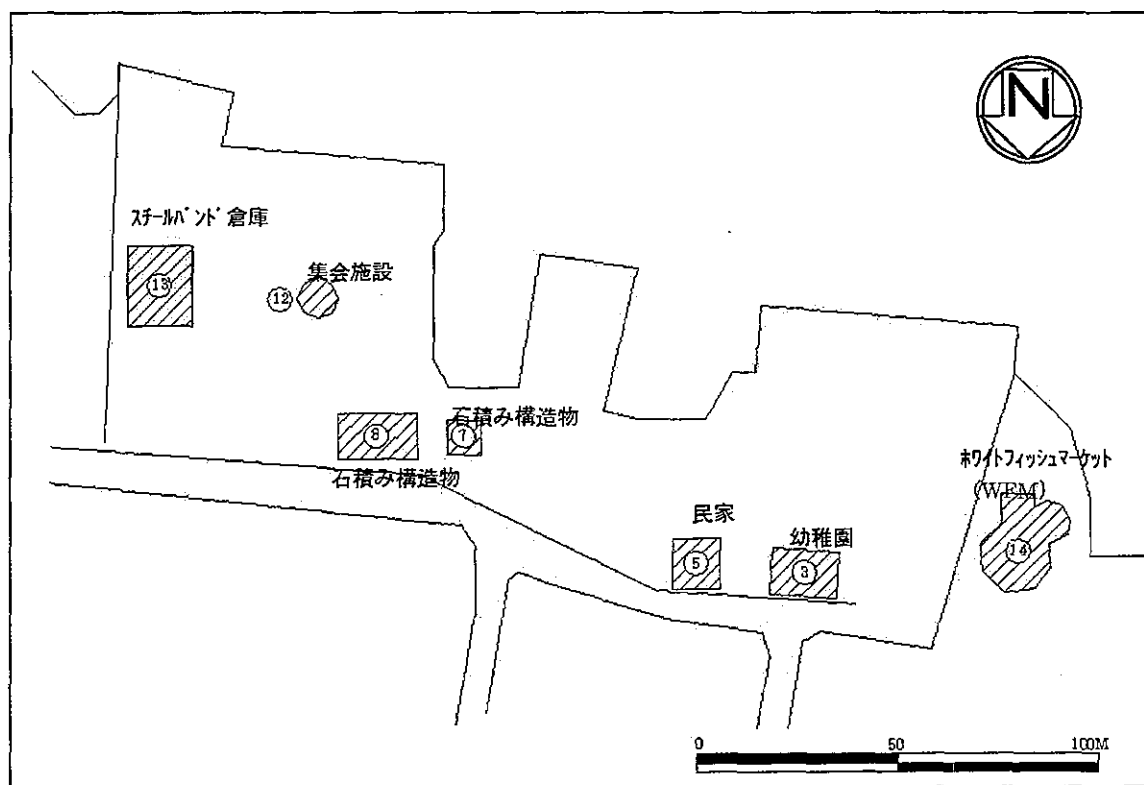 N
スチールバンド倉庫
⑬
集会施設
⑫
石積み構造物
⑦
⑧
石積み構造物
ホワイトフィッシュマーケット
(WFM)
⑭
民家
⑤
幼稚園
③
0 50 100M